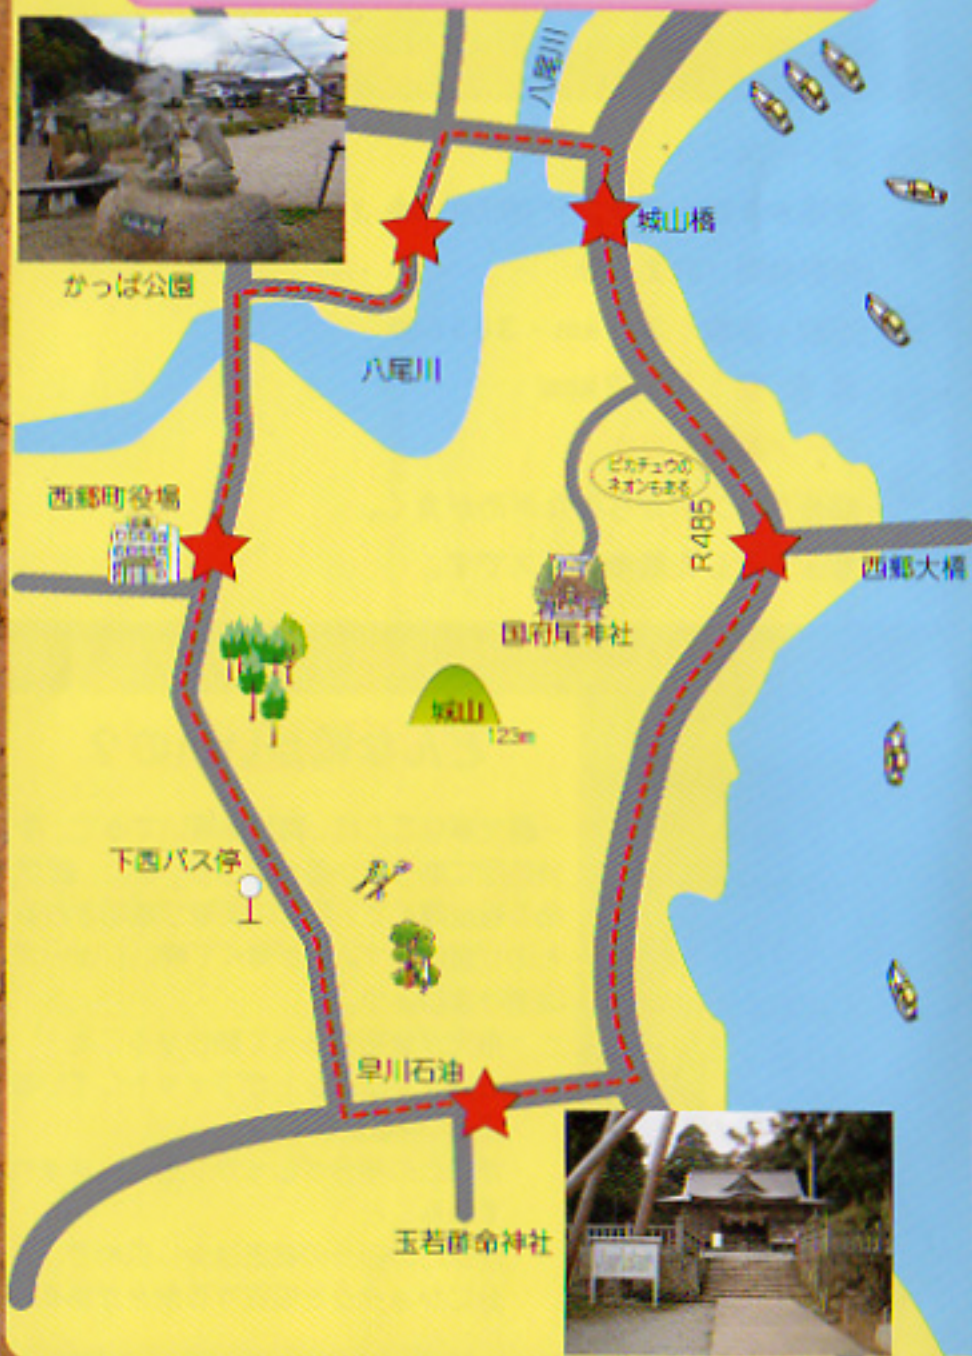 八尾川
城山橋
かっぱ公園
八尾川
西郷町役場
ピカチュウの
ネオンもある
R485
西郷大橋
国府尾神社
城山
123m
下西バス停
早川石油
玉若酢命神社